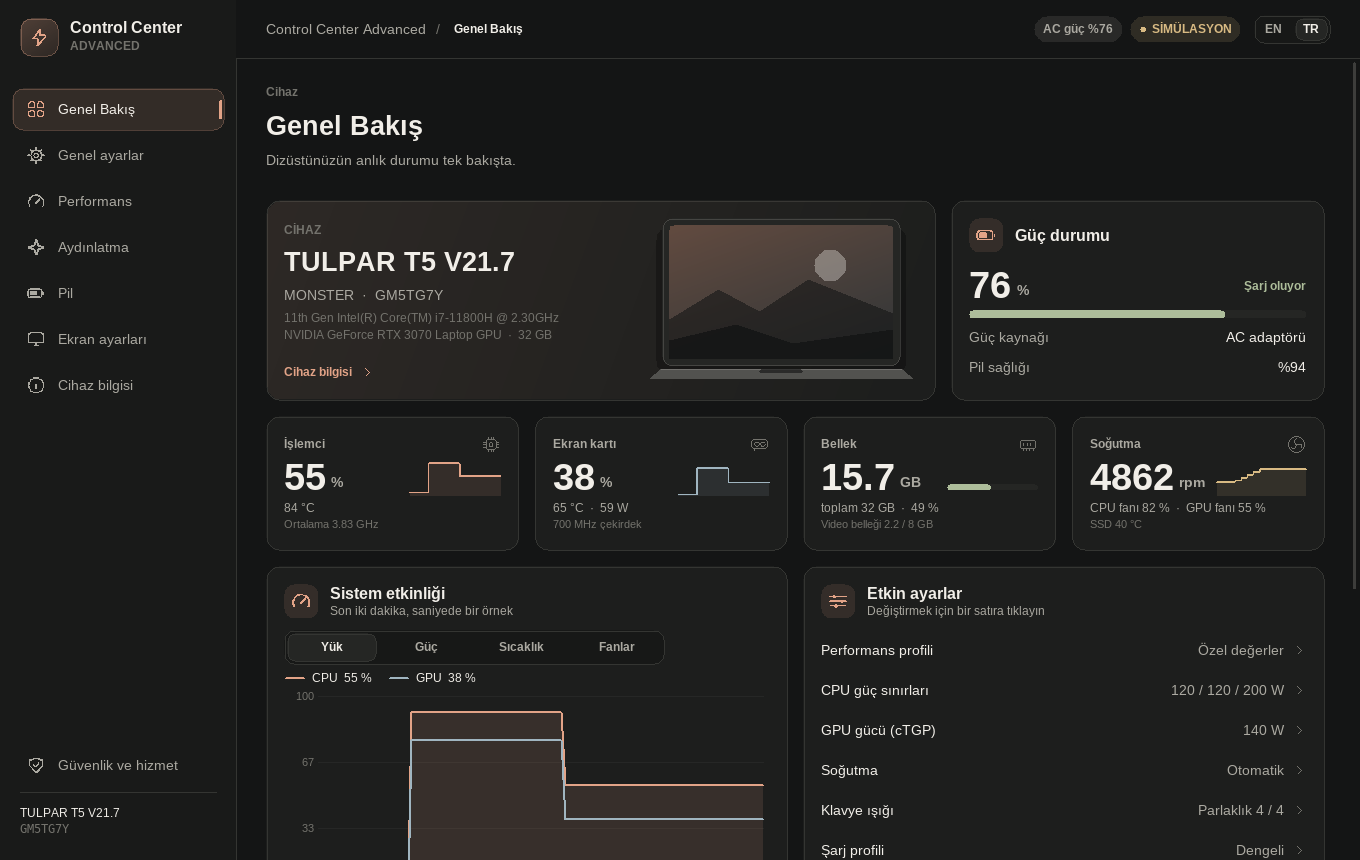 Control Center
ADVANCED
Genel Bakış
Genel ayarlar
Performans
Aydınlatma
Pil
Ekran ayarları
Cihaz bilgisi
Güvenlik ve hizmet
TULPAR T5 V21.7
GM5TG7Y
Control Center Advanced / Genel Bakış
AC güç %76
SİMÜLASYON
EN
TR
Cihaz
Genel Bakış
Dizüstünüzün anlık durumu tek bakışta.
CİHAZ
TULPAR T5 V21.7
MONSTER · GM5TG7Y
11th Gen Intel(R) Core(TM) i7-11800H @ 2.30GHz
NVIDIA GeForce RTX 3070 Laptop GPU · 32 GB
Cihaz bilgisi
Güç durumu
76 %
Şarj oluyor
Güç kaynağı
AC adaptörü
Pil sağlığı
%94
İşlemci
55 %
84 °C
Ortalama 3.83 GHz
Ekran kartı
38 %
65 °C · 59 W
700 MHz çekirdek
Bellek
15.7 GB
toplam 32 GB · 49 %
Video belleği 2.2 / 8 GB
Soğutma
4862 rpm
CPU fanı 82 % · GPU fanı 55 %
SSD 40 °C
Sistem etkinliği
Son iki dakika, saniyede bir örnek
Yük
Güç
Sıcaklık
Fanlar
CPU 55 %
GPU 38 %
100
67
33
Etkin ayarlar
Değiştirmek için bir satıra tıklayın
Performans profili
Özel değerler
CPU güç sınırları
120 / 120 / 200 W
GPU gücü (cTGP)
140 W
Soğutma
Otomatik
Klavye ışığı
Parlaklık 4 / 4
Şarj profili
Dengeli